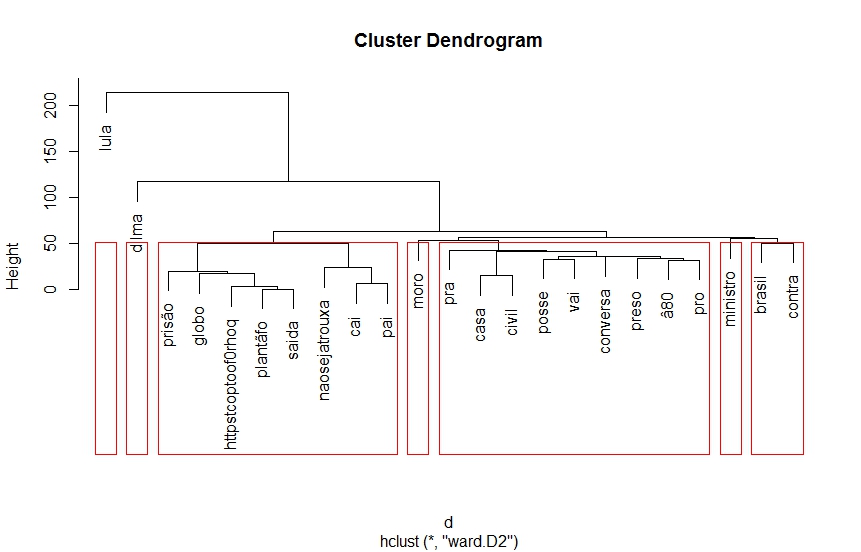 Cluster Dendrogram
Height
200
150
100
50
0
lula
dilma
prisão
globo
httpstcoptoof0rhoq
plantãfo
saida
naosejatrouxa
cai
pai
moro
pra
casa
civil
posse
vai
conversa
preso
â80
pro
ministro
brasil
contra
d
hclust (*, "ward.D2")